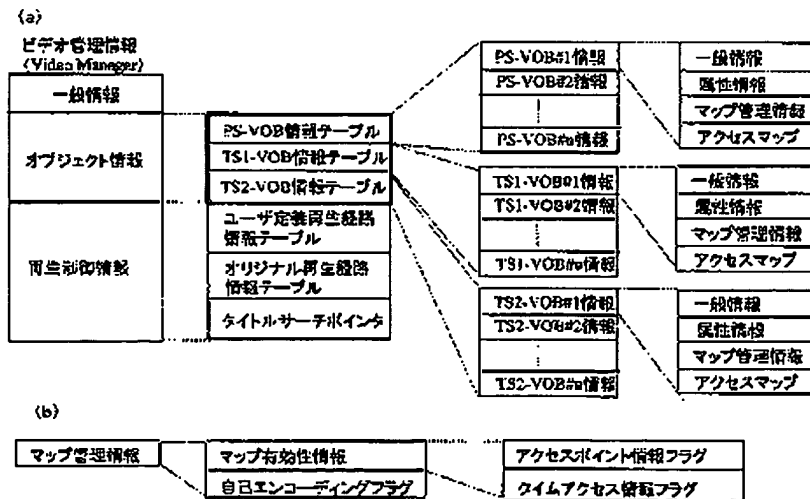 (a)
ビデオ管理情報
(Video Manager)
一般情報
オブジェクト情報
再生制御情報
PS-VOB情報テーブル
TS1-VOB情報テーブル
TS2-VOB情報テーブル
ユーザ定義再生経路
情報テーブル
オリジナル再生経路
情報テーブル
タイトルサーチポインタ
PS-VOB#1情報
PS-VOB#2情報
PS-VOB#n情報
一般情報
属性情報
マップ管理情報
アクセスマップ
TS1-VOB#1情報
TS1-VOB#2情報
TS1-VOB#n情報
一般情報
属性情報
マップ管理情報
アクセスマップ
TS2-VOB#1情報
TS2-VOB#2情報
TS2-VOB#n情報
一般情報
属性情報
マップ管理情報
アクセスマップ
(b)
マップ管理情報
マップ有効性情報
自己エンコーディングフラグ
アクセスポイント情報フラグ
タイムアクセス情報フラグ